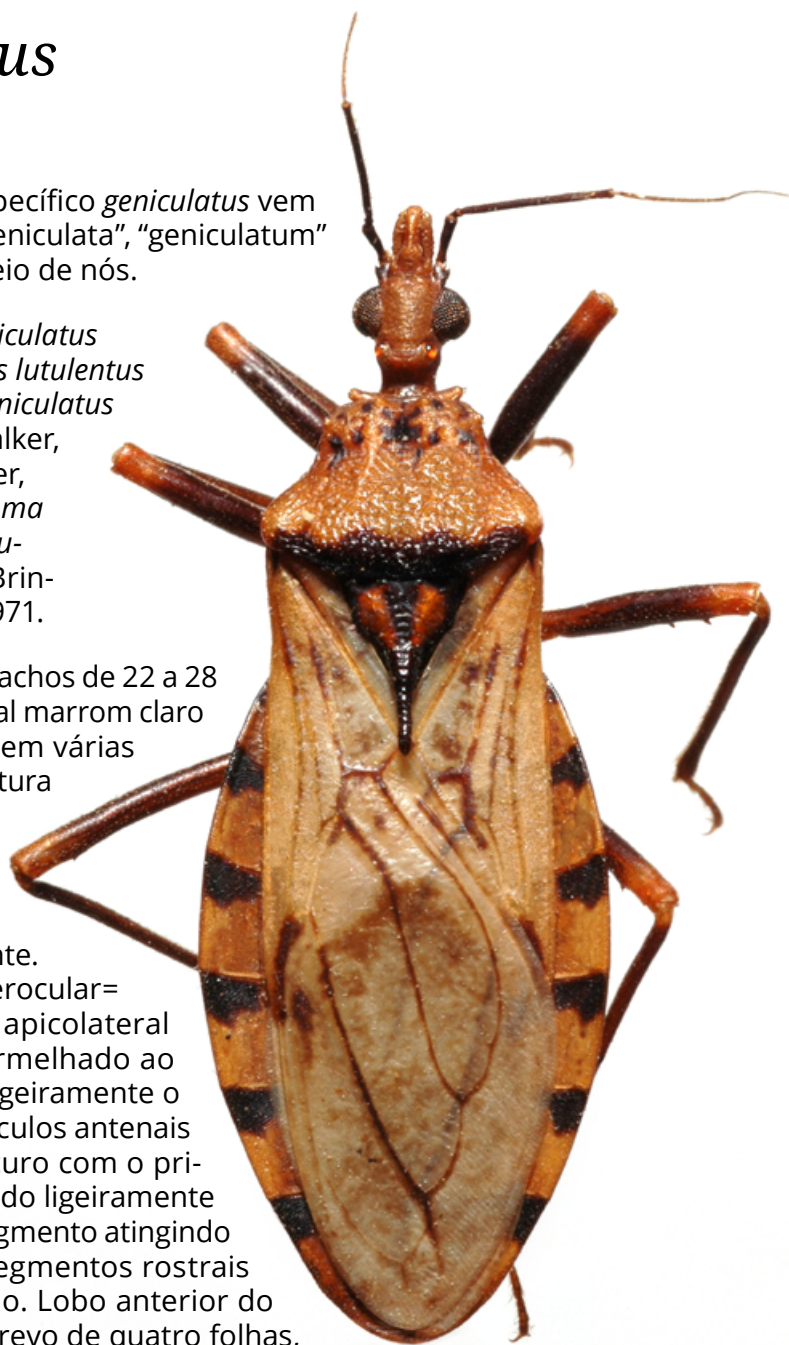 us
pecífico geniculatus vem
eniculata”, “geniculatum”
eio de nós.
iculatus
s lutulentus
niculatus
alker,
er,
ma
u-
Brin-
971.
achos de 22 a 28
al marrom claro
em várias
tura
nte.
erocular=
apicolateral
rmelhado ao
geiramente o
culos antenais
turo com o pri-
do ligeiramente
gmento atingindo
egmentos rostrais
o. Lobo anterior do
revo de quatro folhas,